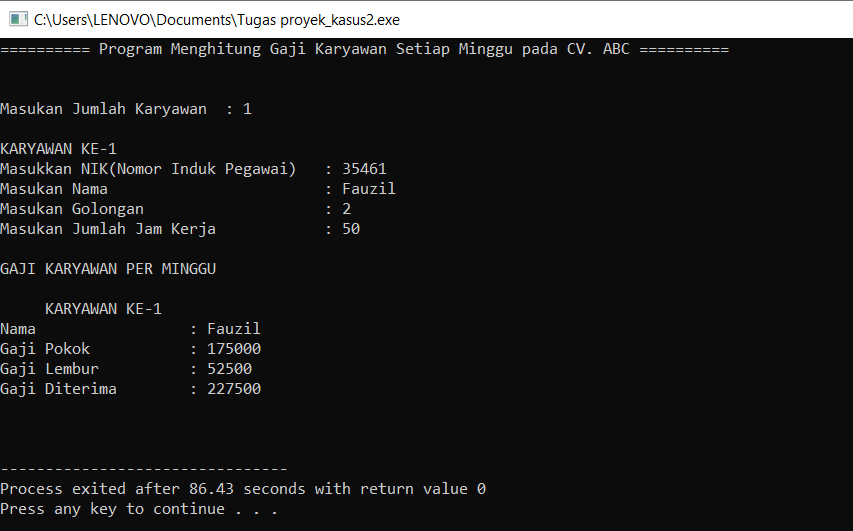 C:\Users\LENOVO\Documents\Tugas proyek_kasus2.exe
========== Program Menghitung Gaji Karyawan Setiap Minggu pada CV. ABC ==========
Masukan Jumlah Karyawan  : 1
KARYAWAN KE-1
Masukkan NIK(Nomor Induk Pegawai)   : 35461
Masukan Nama                        : Fauzil
Masukan Golongan                    : 2
Masukan Jumlah Jam Kerja            : 50
GAJI KARYAWAN PER MINGGU
     KARYAWAN KE-1
Nama                 : Fauzil
Gaji Pokok           : 175000
Gaji Lembur          : 52500
Gaji Diterima        : 227500
--------------------------------
Process exited after 86.43 seconds with return value 0
Press any key to continue . . .